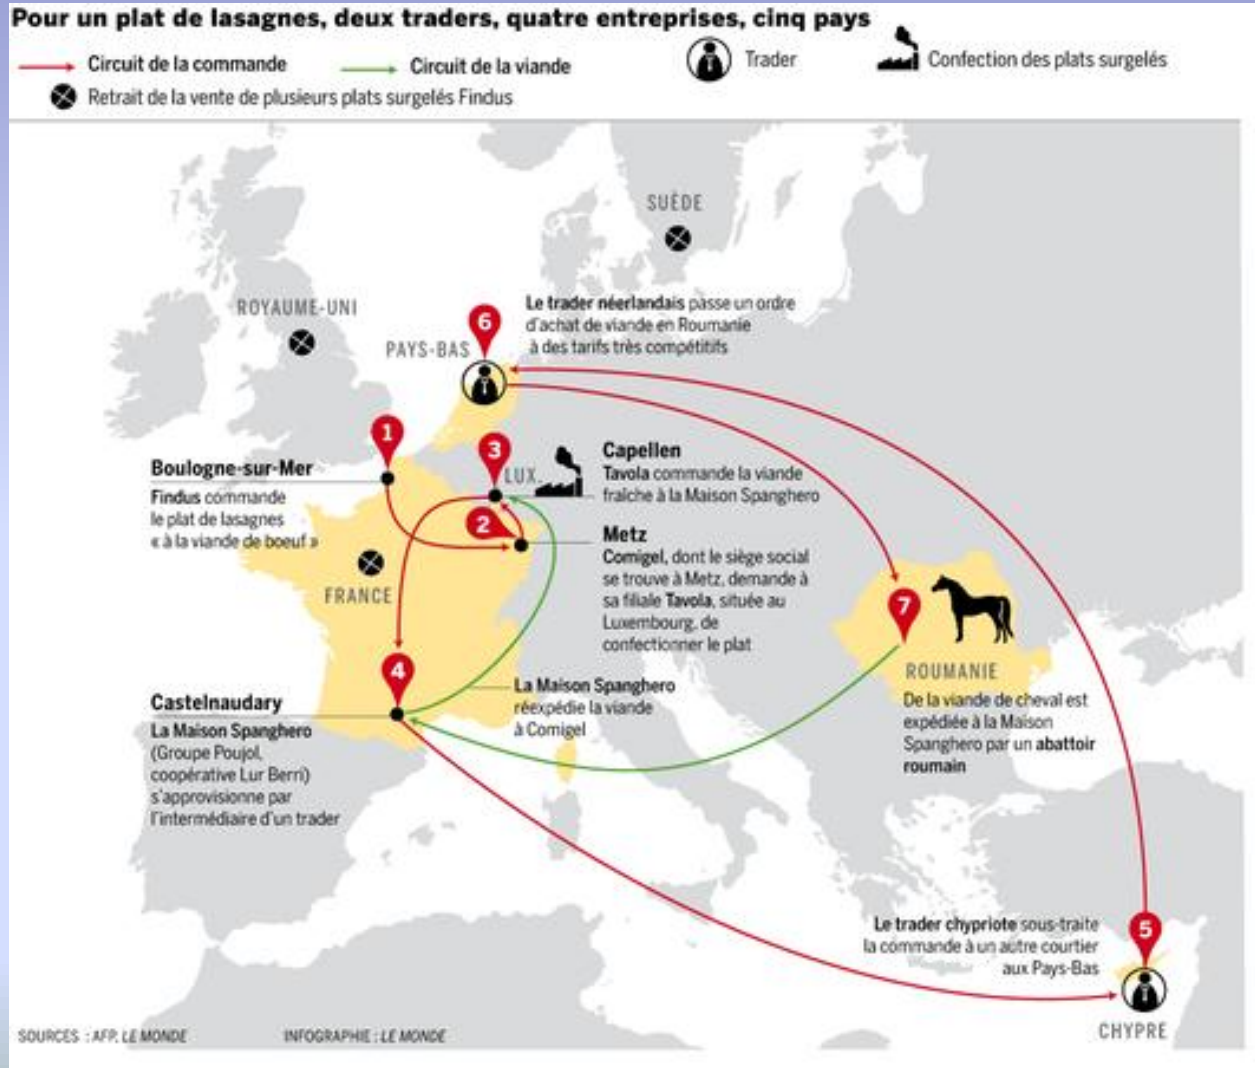 Pour un plat de lasagnes, deux traders, quatre entreprises, cinq pays
Circuit de la commande
Circuit de la viande
Trader
Confection des plats surgelés
Retrait de la vente de plusieurs plats surgelés Findus
SUÈDE
ROYAUME-UNI
6
PAYS-BAS
Le trader néerlandais passe un ordre
d'achat de viande en Roumanie
à des tarifs très compétitifs
1
Boulogne-sur-Mer
Findus commande
le plat de lasagnes
« à la viande de boeuf »
3
LUX.
Capellen
Tavola commande la viande
fraîche à la Maison Spanghero
2
Metz
Comigel, dont le siège social
se trouve à Metz, demande à
sa filiale Tavola, située au
Luxembourg, de
confectionner le plat
FRANCE
7
ROUMANIE
De la viande de cheval est
expédiée à la Maison
Spanghero par un abattoir
roumain
4
Castelnaudary
La Maison Spanghero
(Groupe Poujol,
coopérative Lur Berri)
s'approvisionne par
l'intermédiaire d'un trader
La Maison Spanghero
réexpédie la viande
à Comigel
Le trader chypriote sous-traite
la commande à un autre courtier
aux Pays-Bas
5
CHYPRE
SOURCES : AFP, LE MONDE
INFOGRAPHIE : LE MONDE